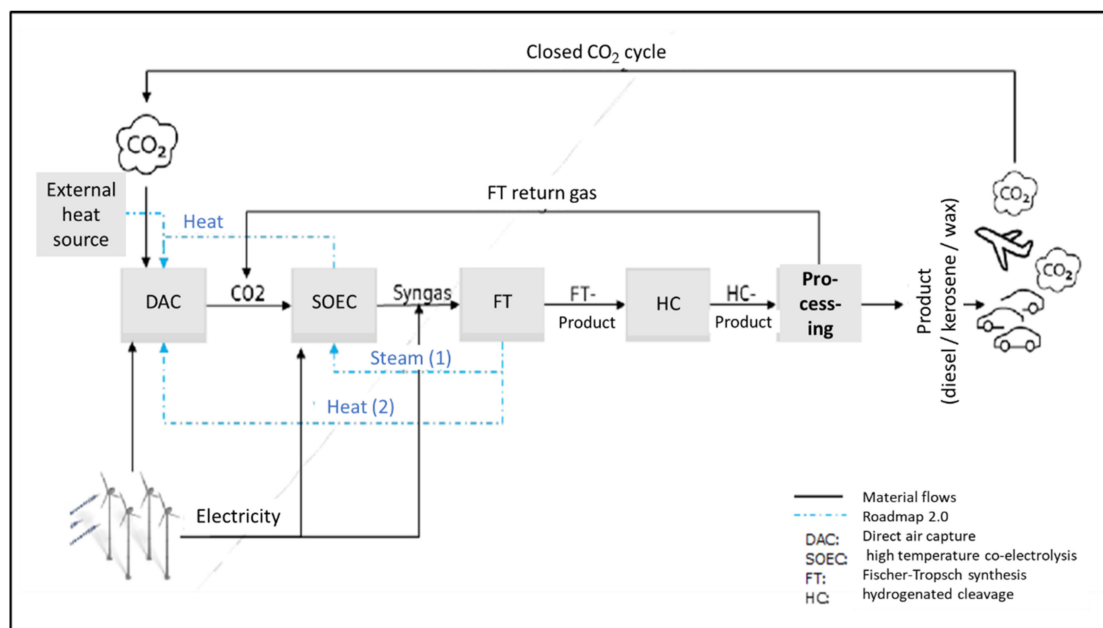 Closed CO₂ cycle
CO₂
External
heat
source
Heat
FT return gas
CO₂
CO₂
DAC
CO2
SOEC
Syngas
FT
FT-
Product
HC
HC-
Product
Pro-
cess-
ing
Product
(diesel / kerosene / wax)
Steam (1)
Heat (2)
Electricity
Material flows
Roadmap 2.0
DAC: Direct air capture
SOEC: high temperature co-electrolysis
FT: Fischer-Tropsch synthesis
HC: hydrogenated cleavage